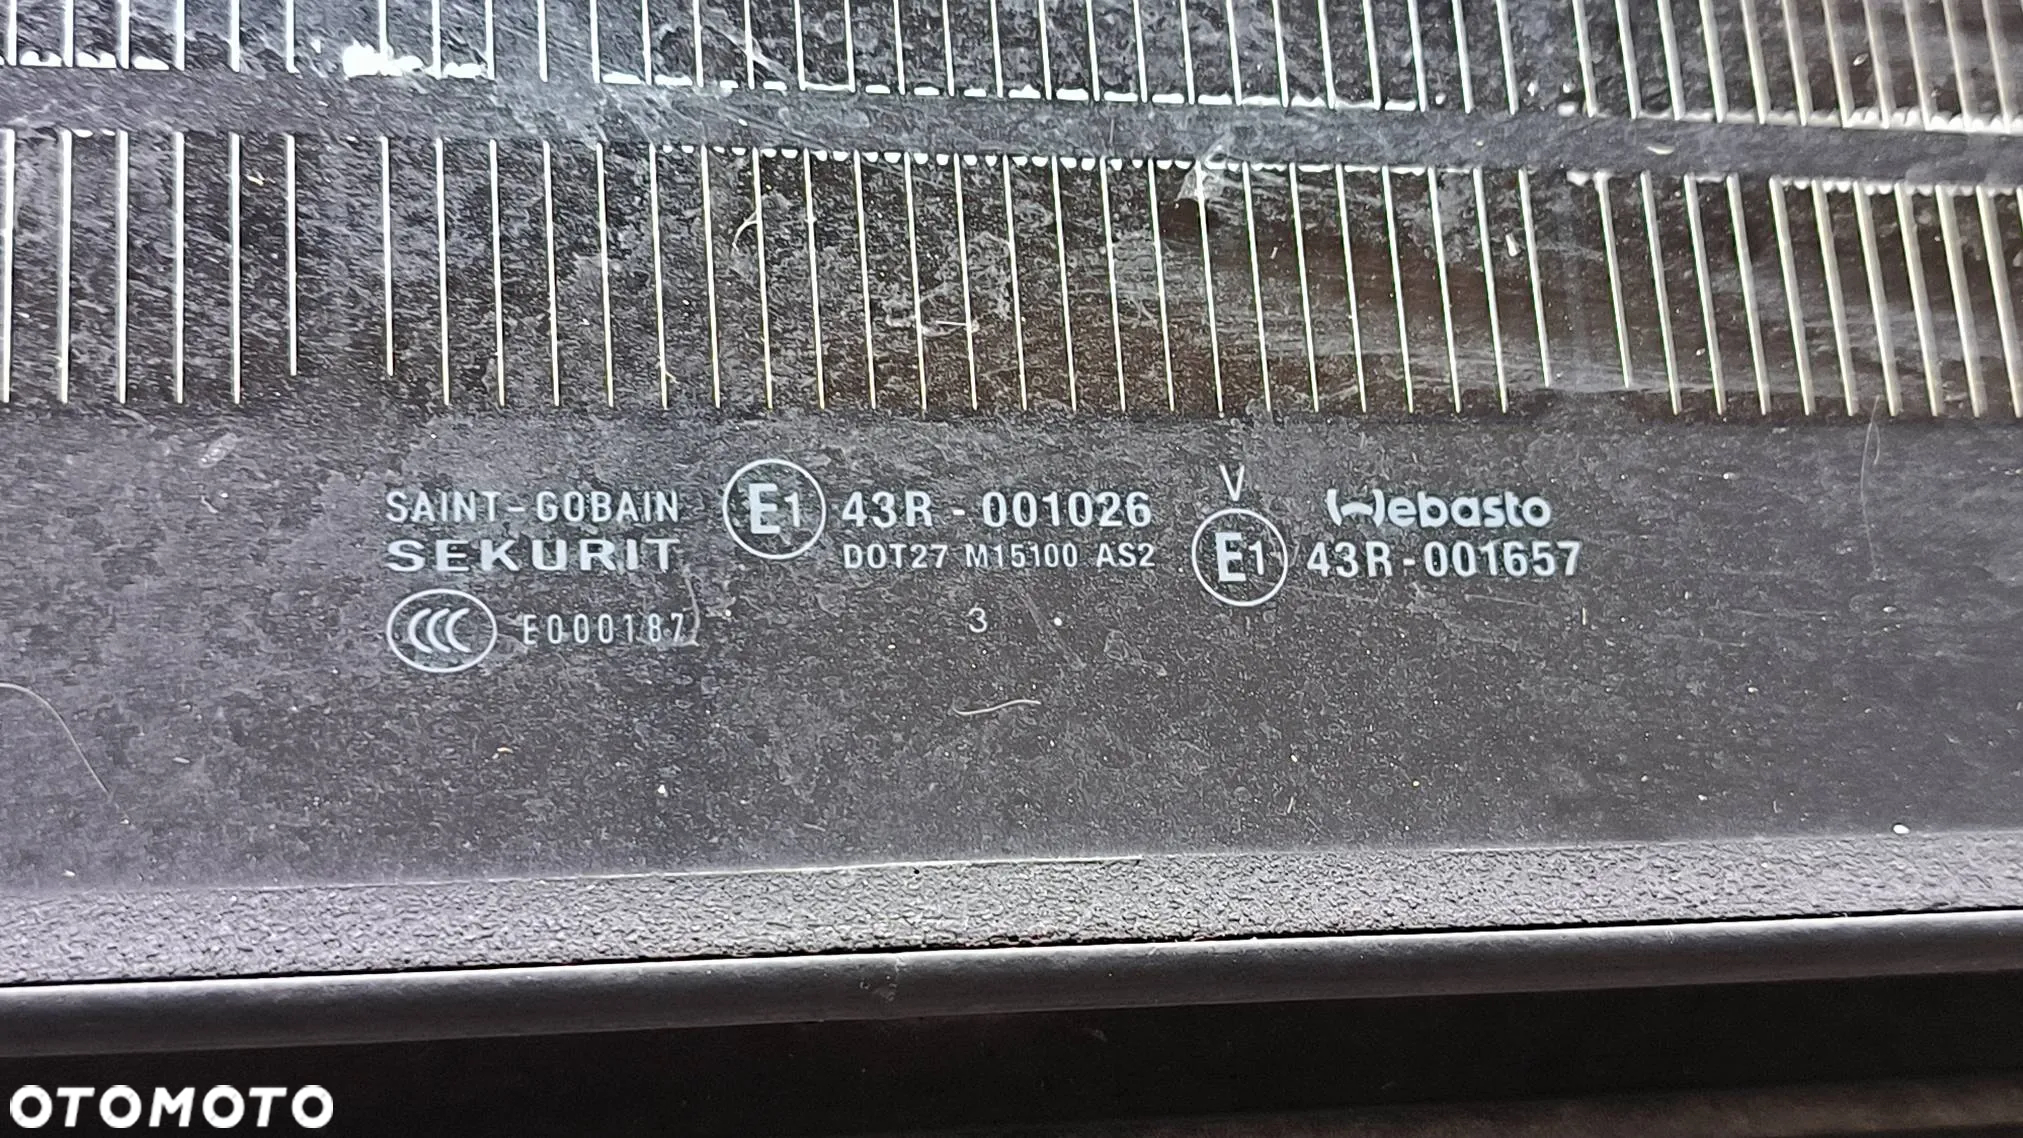 SAINT-GOBAIN
SEKURIT
CCC E000187
E1 43R - 001026
DOT27 M15100 AS2
3
V
E1 43R-001657
Webasto
OTOMOTO